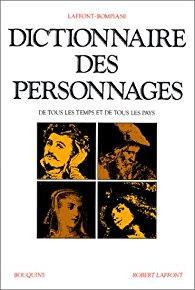 LAFFONT-BOMPIANI
DICTIONNAIRE
DES
PERSONNAGES
DE TOUS LES TEMPS ET DE TOUS LES PAYS
BOUQUINS
ROBERT LAFFONT